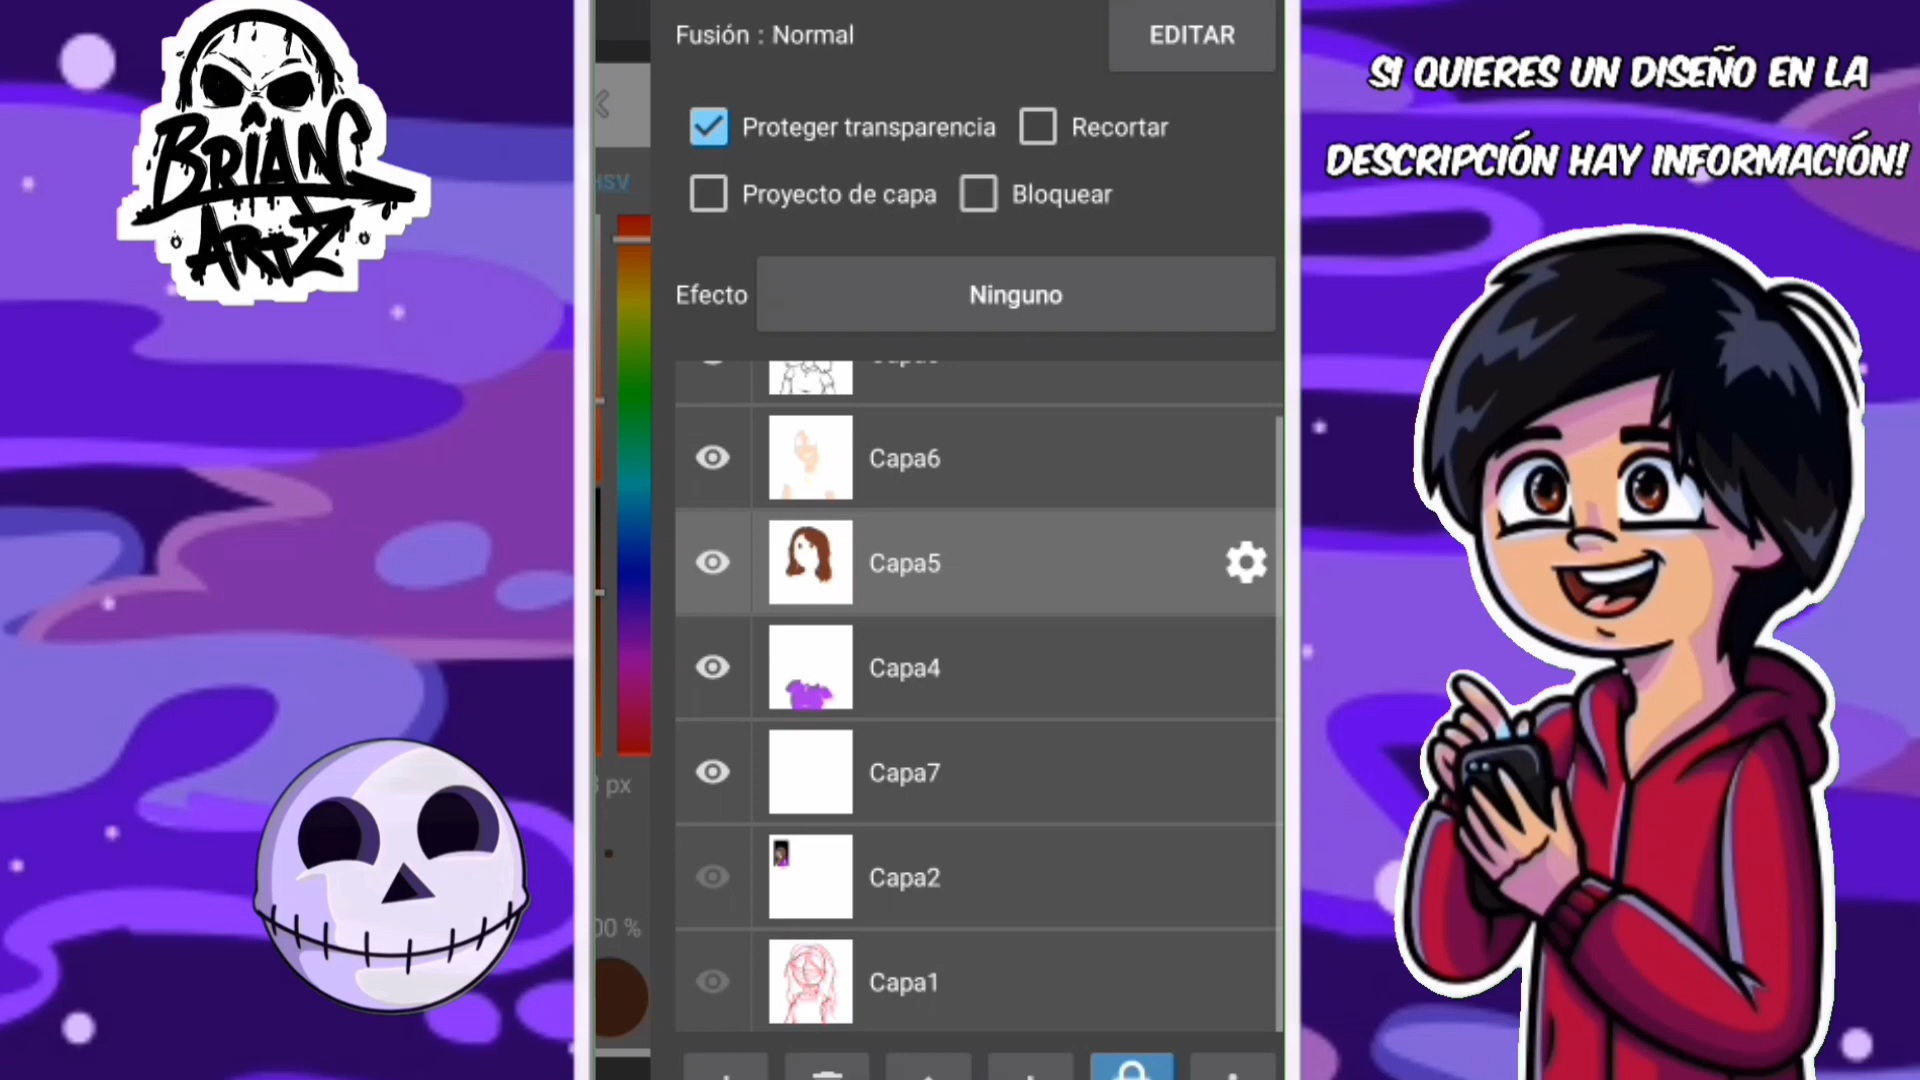 BRIAN
ARTZ
Fusión : Normal
EDITAR
Proteger transparencia
Recortar
Proyecto de capa
Bloquear
Efecto
Ninguno
Capa6
Capa5
Capa4
Capa7
Capa2
Capa1
px
SI QUIERES UN DISEÑO EN LA
DESCRIPCIÓN HAY INFORMACIÓN!